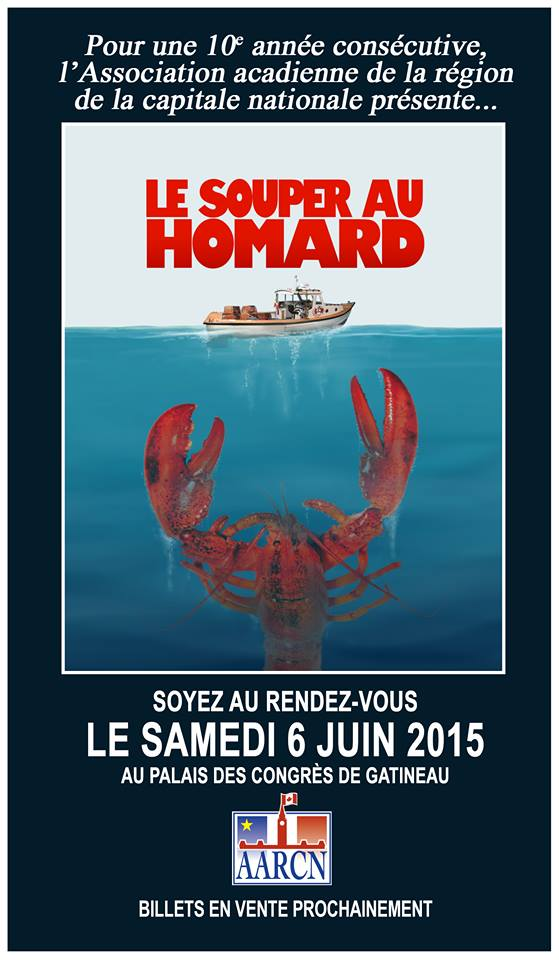 Pour une 10e année consécutive,
l'Association acadienne de la région
de la capitale nationale présente...
LE SOUPER AU
HOMARD
SOYEZ AU RENDEZ-VOUS
LE SAMEDI 6 JUIN 2015
AU PALAIS DES CONGRÈS DE GATINEAU
AARCN
BILLETS EN VENTE PROCHAINEMENT